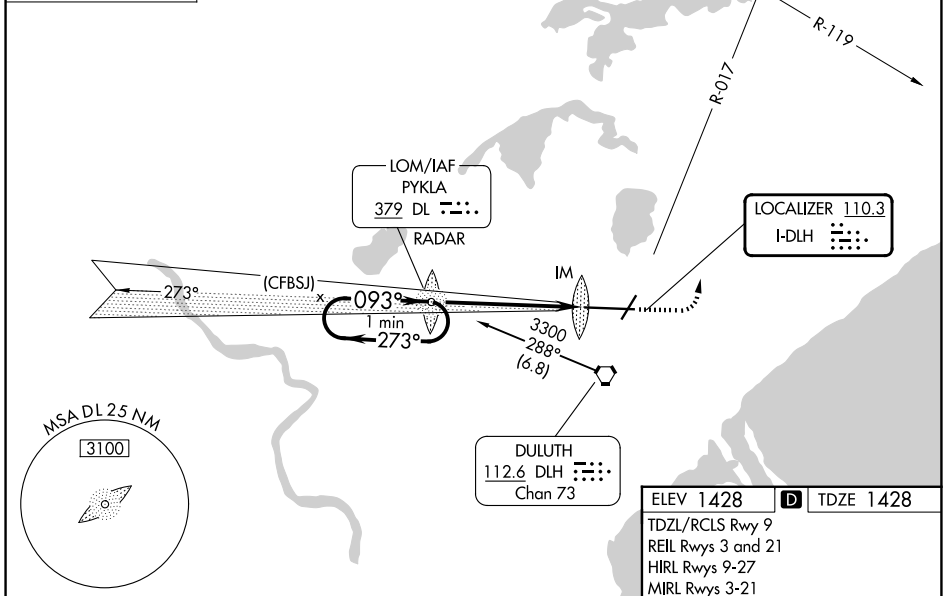 R-119
R-017
LOM/IAF
PYKLA
379 DL
RADAR
LOCALIZER 110.3
I-DLH
IM
(CFBSJ)
273°
x
093°
1 min
273°
3300
288°
(6.8)
MSA DL 25 NM
3100
DULUTH
112.6 DLH
Chan 73
ELEV 1428 D TDZE 1428
TDZL/RCLS Rwy 9
REIL Rwys 3 and 21
HIRL Rwys 9-27
MIRL Rwys 3-21